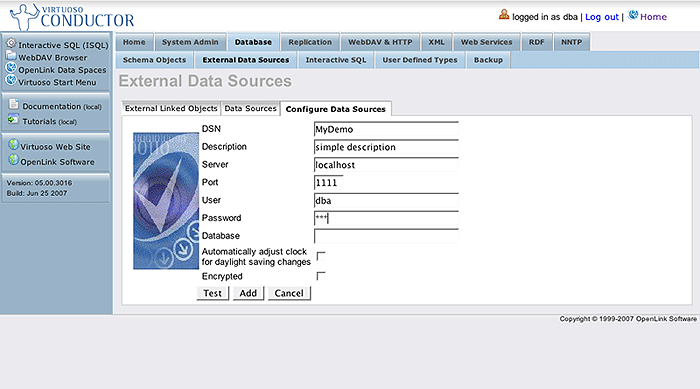 VIRTUOSO
CONDUCTOR
logged in as dba | Log out | Home
Interactive SQL (ISQL)
WebDAV Browser
OpenLink Data Spaces
Virtuoso Start Menu
Documentation (local)
Tutorials (local)
Virtuoso Web Site
OpenLink Software
Version: 05.00.3016
Build: Jun 25 2007
Home System Admin Database Replication WebDAV & HTTP XML Web Services RDF NNTP
Schema Objects External Data Sources Interactive SQL User Defined Types Backup
External Data Sources
External Linked Objects Data Sources Configure Data Sources
DSN MyDemo
Description simple description
Server localhost
Port 1111
User dba
Password ***
Database
Automatically adjust clock
for daylight saving changes
Encrypted
Test Add Cancel
Copyright © 1999-2007 OpenLink Software